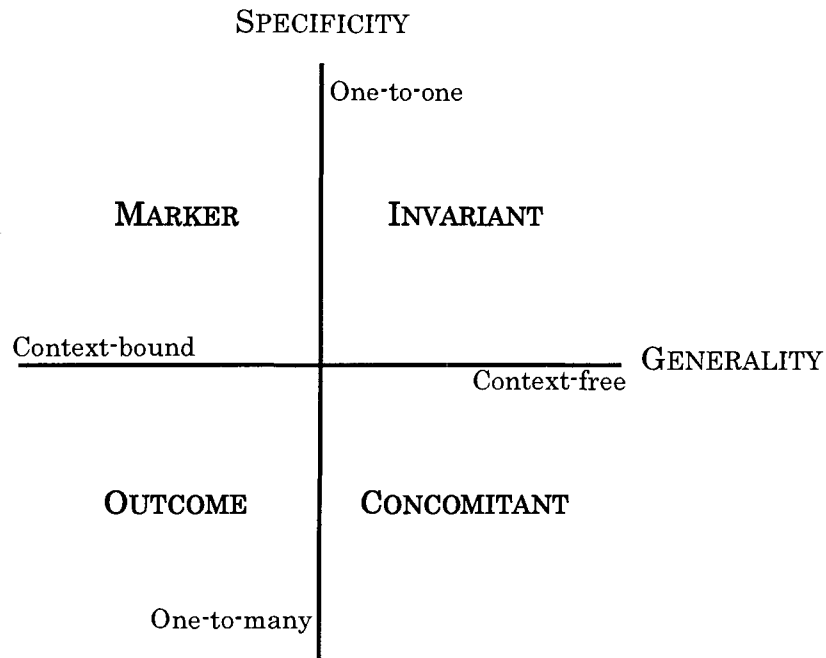 SPECIFICITY
One-to-one
MARKER INVARIANT
Context-bound
GENERALITY
Context-free
OUTCOME CONCOMITANT
One-to-many